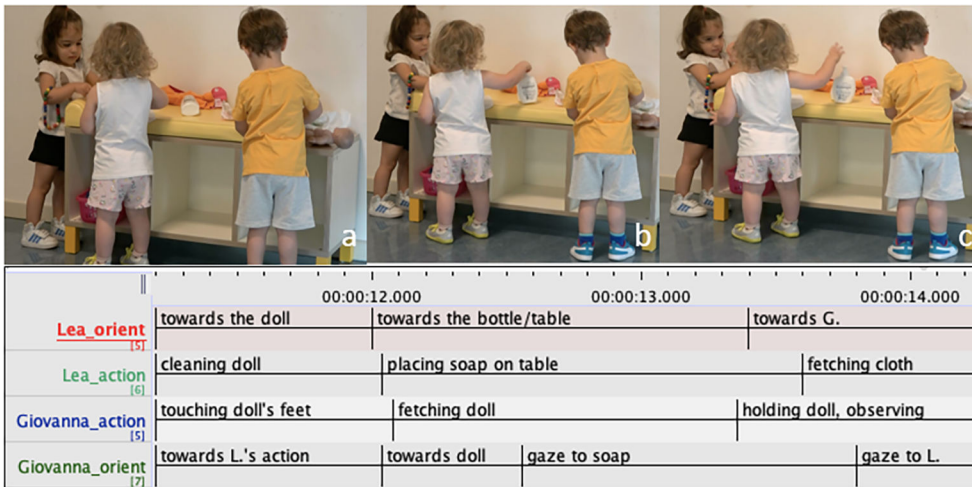 a
b
c
00:00:12.000 00:00:13.000 00:00:14.000
Lea_orient [5] towards the doll towards the bottle/table towards G.
Lea_action [6] cleaning doll placing soap on table fetching cloth
Giovanna_action [5] touching doll's feet fetching doll holding doll, observing
Giovanna_orient [7] towards L.'s action towards doll gaze to soap gaze to L.